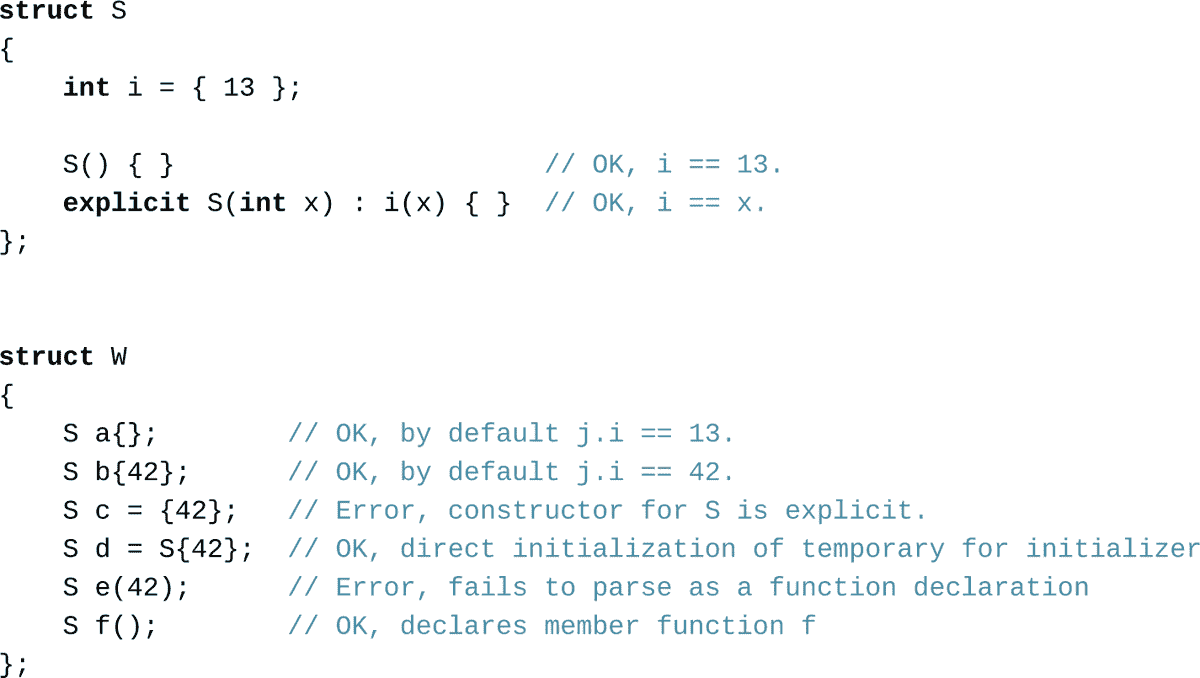 struct S
{
    int i = { 13 };
    S() { }                       // OK, i == 13.
    explicit S(int x) : i(x) { }  // OK, i == x.
};
struct W
{
    S a{};        // OK, by default j.i == 13.
    S b{42};      // OK, by default j.i == 42.
    S c = {42};   // Error, constructor for S is explicit.
    S d = S{42};  // OK, direct initialization of temporary for initializer
    S e(42);      // Error, fails to parse as a function declaration
    S f();        // OK, declares member function f
};